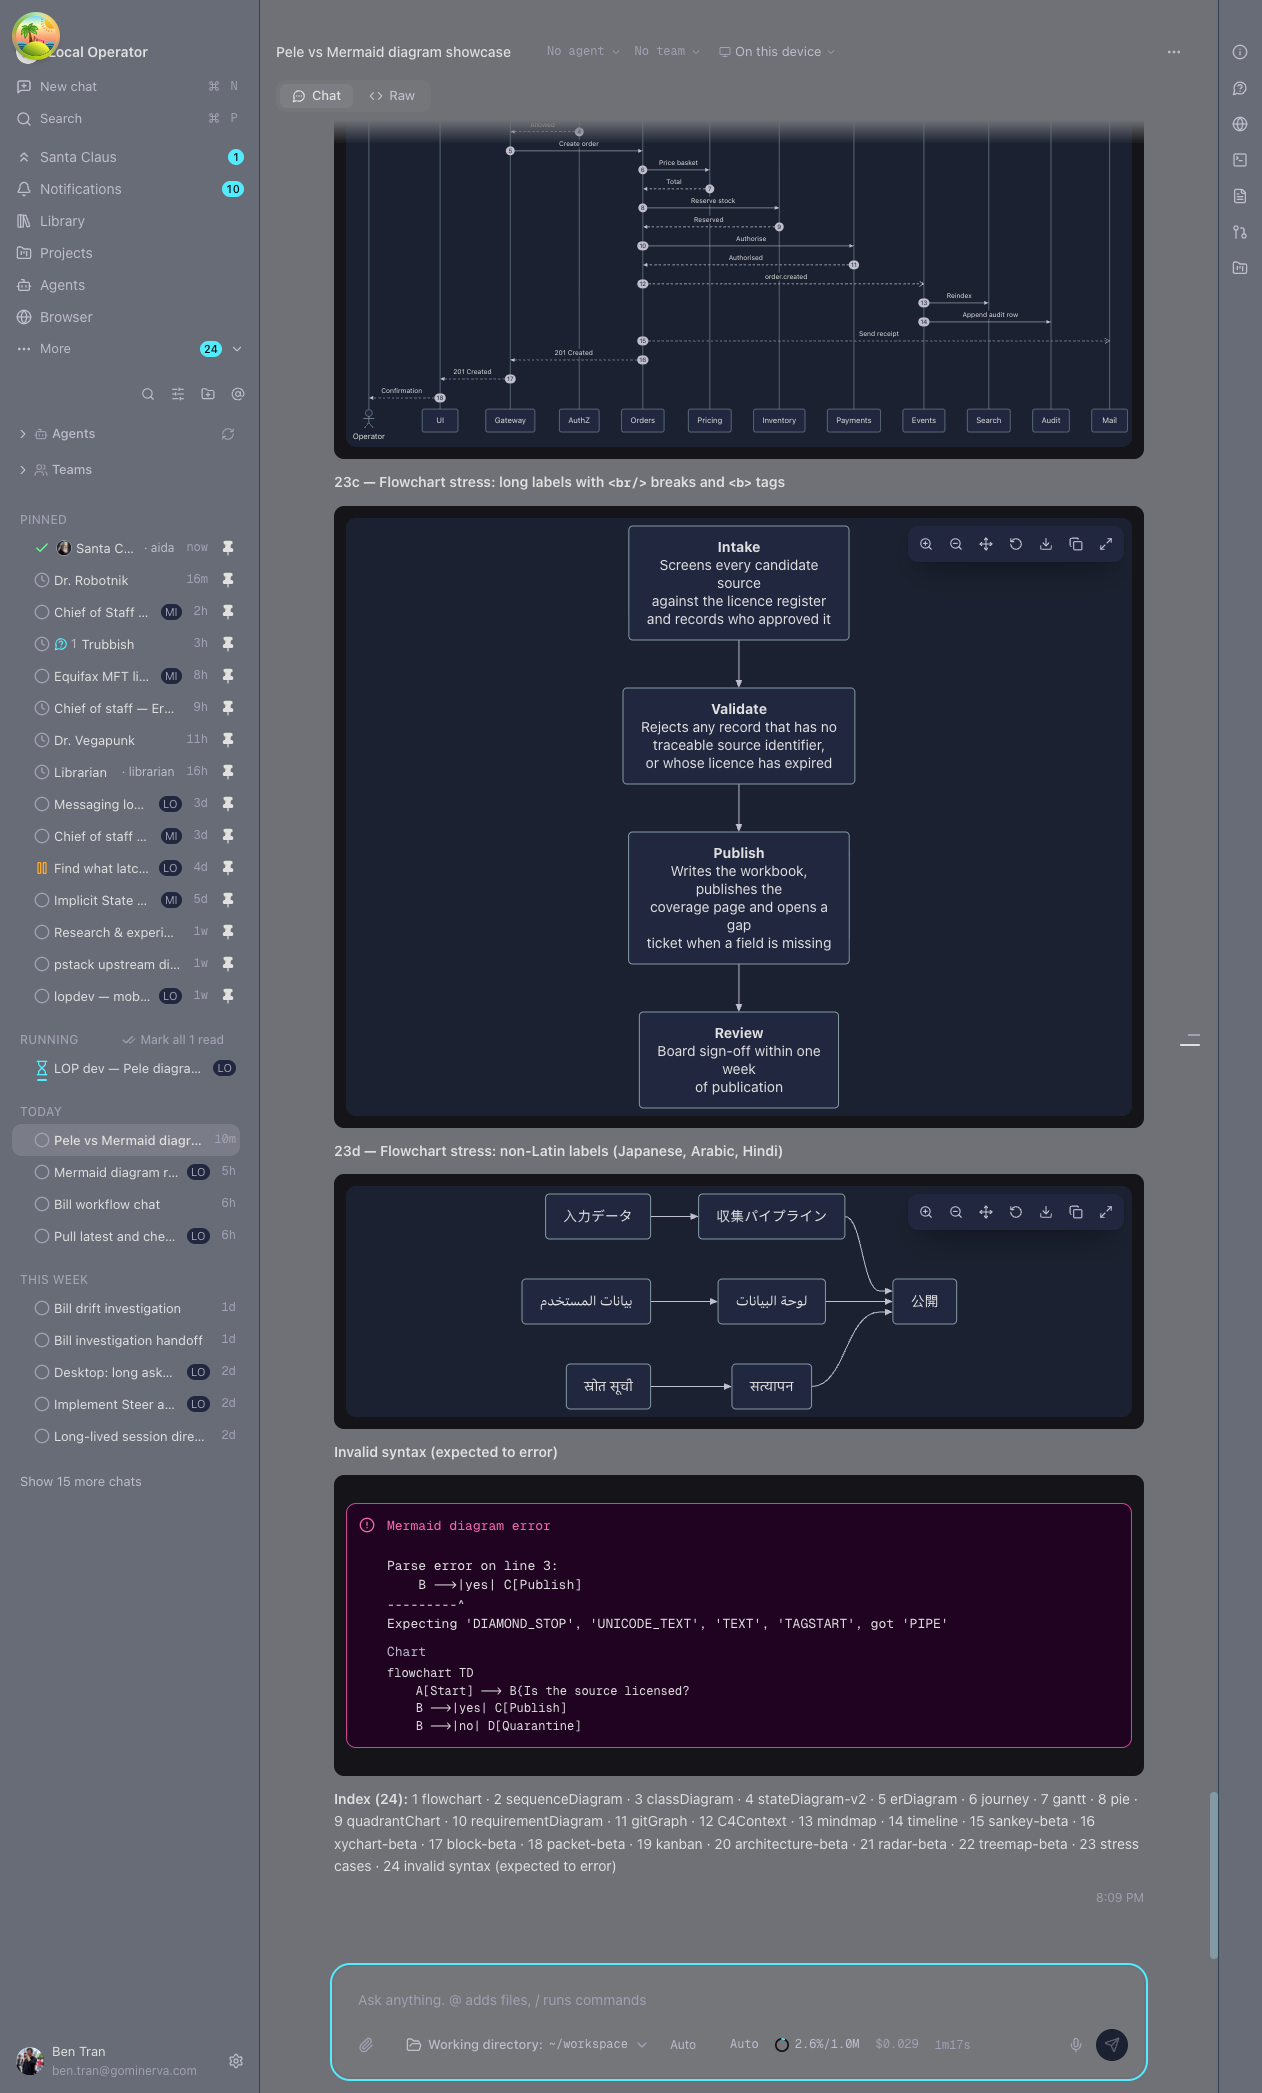 Local Operator
New chat ⌘ N
Search ⌘ P
Santa Claus 1
Notifications 10
Library
Projects
Agents
Browser
More 24
Agents
Teams
PINNED
Santa C... · aida now
Dr. Robotnik 16m
Chief of Staff ... MI 2h
1 Trubbish 3h
Equifax MFT li... MI 8h
Chief of staff — Er... 9h
Dr. Vegapunk 11h
Librarian · librarian 16h
Messaging lo... LO 3d
Chief of staff ... MI 3d
Find what latc... LO 4d
Implicit State ... MI 5d
Research & experi... 1w
pstack upstream di... 1w
lopdev — mob... LO 1w
RUNNING Mark all 1 read
LOP dev — Pele diagra... LO
TODAY
Pele vs Mermaid diagr... 10m
Mermaid diagram r... LO 5h
Bill workflow chat 6h
Pull latest and che... LO 6h
THIS WEEK
Bill drift investigation 1d
Bill investigation handoff 1d
Desktop: long ask... LO 2d
Implement Steer a... LO 2d
Long-lived session dire... 2d
Show 15 more chats
Ben Tran
ben.tran@gominerva.com
Pele vs Mermaid diagram showcase No agent No team On this device
Chat Raw
Allowed 4
5 Create order
6 Price basket
Total 7
8 Reserve stock
Reserved 9
10 Authorise
Authorised 11
12 order.created
13 Reindex
14 Append audit row
15 Send receipt
201 Created 16
201 Created 17
Confirmation 18
Operator UI Gateway AuthZ Orders Pricing Inventory Payments Events Search Audit Mail
23c — Flowchart stress: long labels with <br/> breaks and <b> tags
Intake
Screens every candidate
source
against the licence register
and records who approved it
Validate
Rejects any record that has no
traceable source identifier,
or whose licence has expired
Publish
Writes the workbook,
publishes the
coverage page and opens a
gap
ticket when a field is missing
Review
Board sign-off within one
week
of publication
23d — Flowchart stress: non-Latin labels (Japanese, Arabic, Hindi)
入力データ 収集パイプライン
بيانات المستخدم لوحة البيانات 公開
स्रोत सूची सत्यापन
Invalid syntax (expected to error)
Mermaid diagram error
Parse error on line 3:
B -->|yes| C[Publish]
---------^
Expecting 'DIAMOND_STOP', 'UNICODE_TEXT', 'TEXT', 'TAGSTART', got 'PIPE'
Chart
flowchart TD
A[Start] --> B{Is the source licensed?
B -->|yes| C[Publish]
B -->|no| D[Quarantine]
Index (24): 1 flowchart · 2 sequenceDiagram · 3 classDiagram · 4 stateDiagram-v2 · 5 erDiagram · 6 journey · 7 gantt · 8 pie ·
9 quadrantChart · 10 requirementDiagram · 11 gitGraph · 12 C4Context · 13 mindmap · 14 timeline · 15 sankey-beta · 16
xychart-beta · 17 block-beta · 18 packet-beta · 19 kanban · 20 architecture-beta · 21 radar-beta · 22 treemap-beta · 23 stress
cases · 24 invalid syntax (expected to error)
8:09 PM
Ask anything. @ adds files, / runs commands
Working directory: ~/workspace Auto Auto 2.6%/1.0M $0.029 1m17s